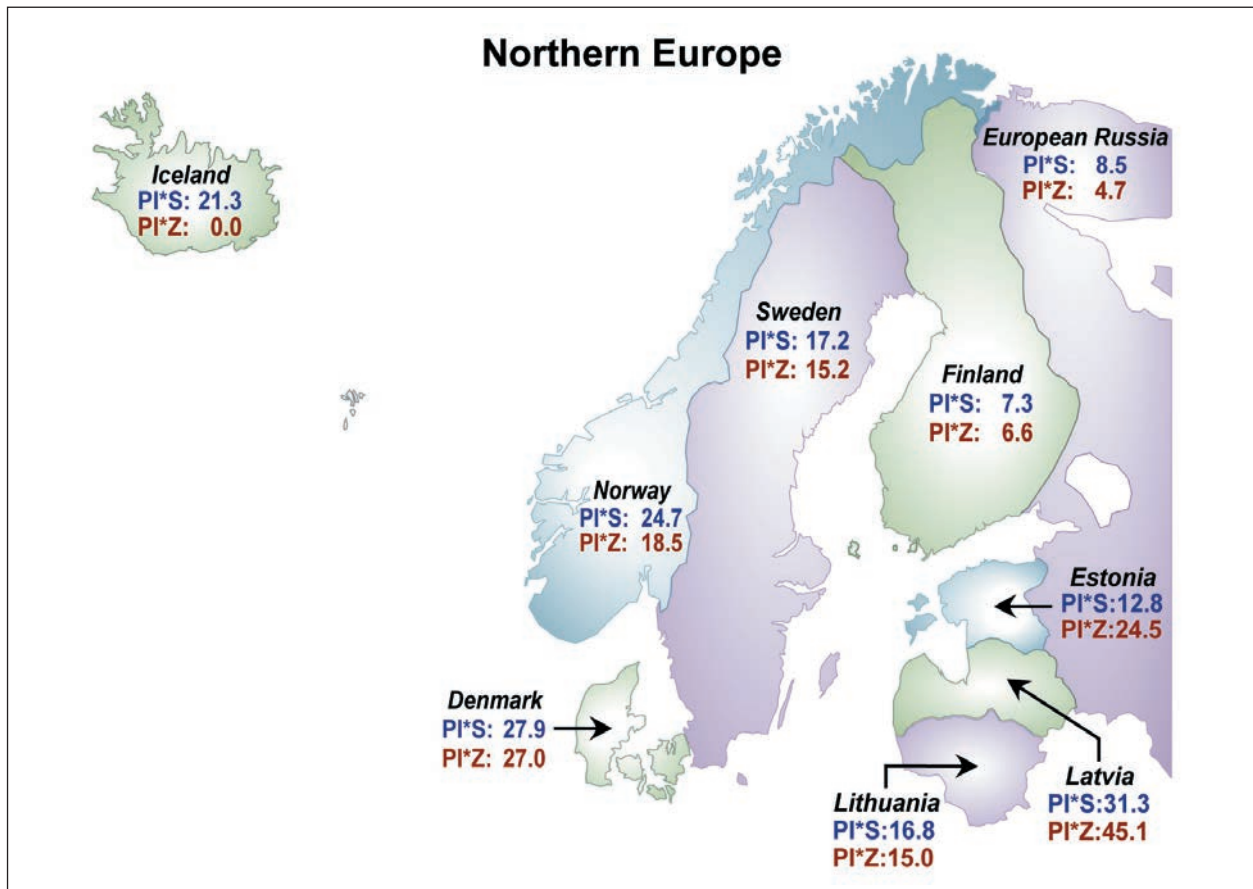 Northern Europe
Iceland
PI*S: 21.3
PI*Z: 0.0
European Russia
PI*S: 8.5
PI*Z: 4.7
Sweden
PI*S: 17.2
PI*Z: 15.2
Finland
PI*S: 7.3
PI*Z: 6.6
Norway
PI*S: 24.7
PI*Z: 18.5
Estonia
PI*S:12.8
PI*Z:24.5
Denmark
PI*S: 27.9
PI*Z: 27.0
Latvia
PI*S:31.3
PI*Z:45.1
Lithuania
PI*S:16.8
PI*Z:15.0